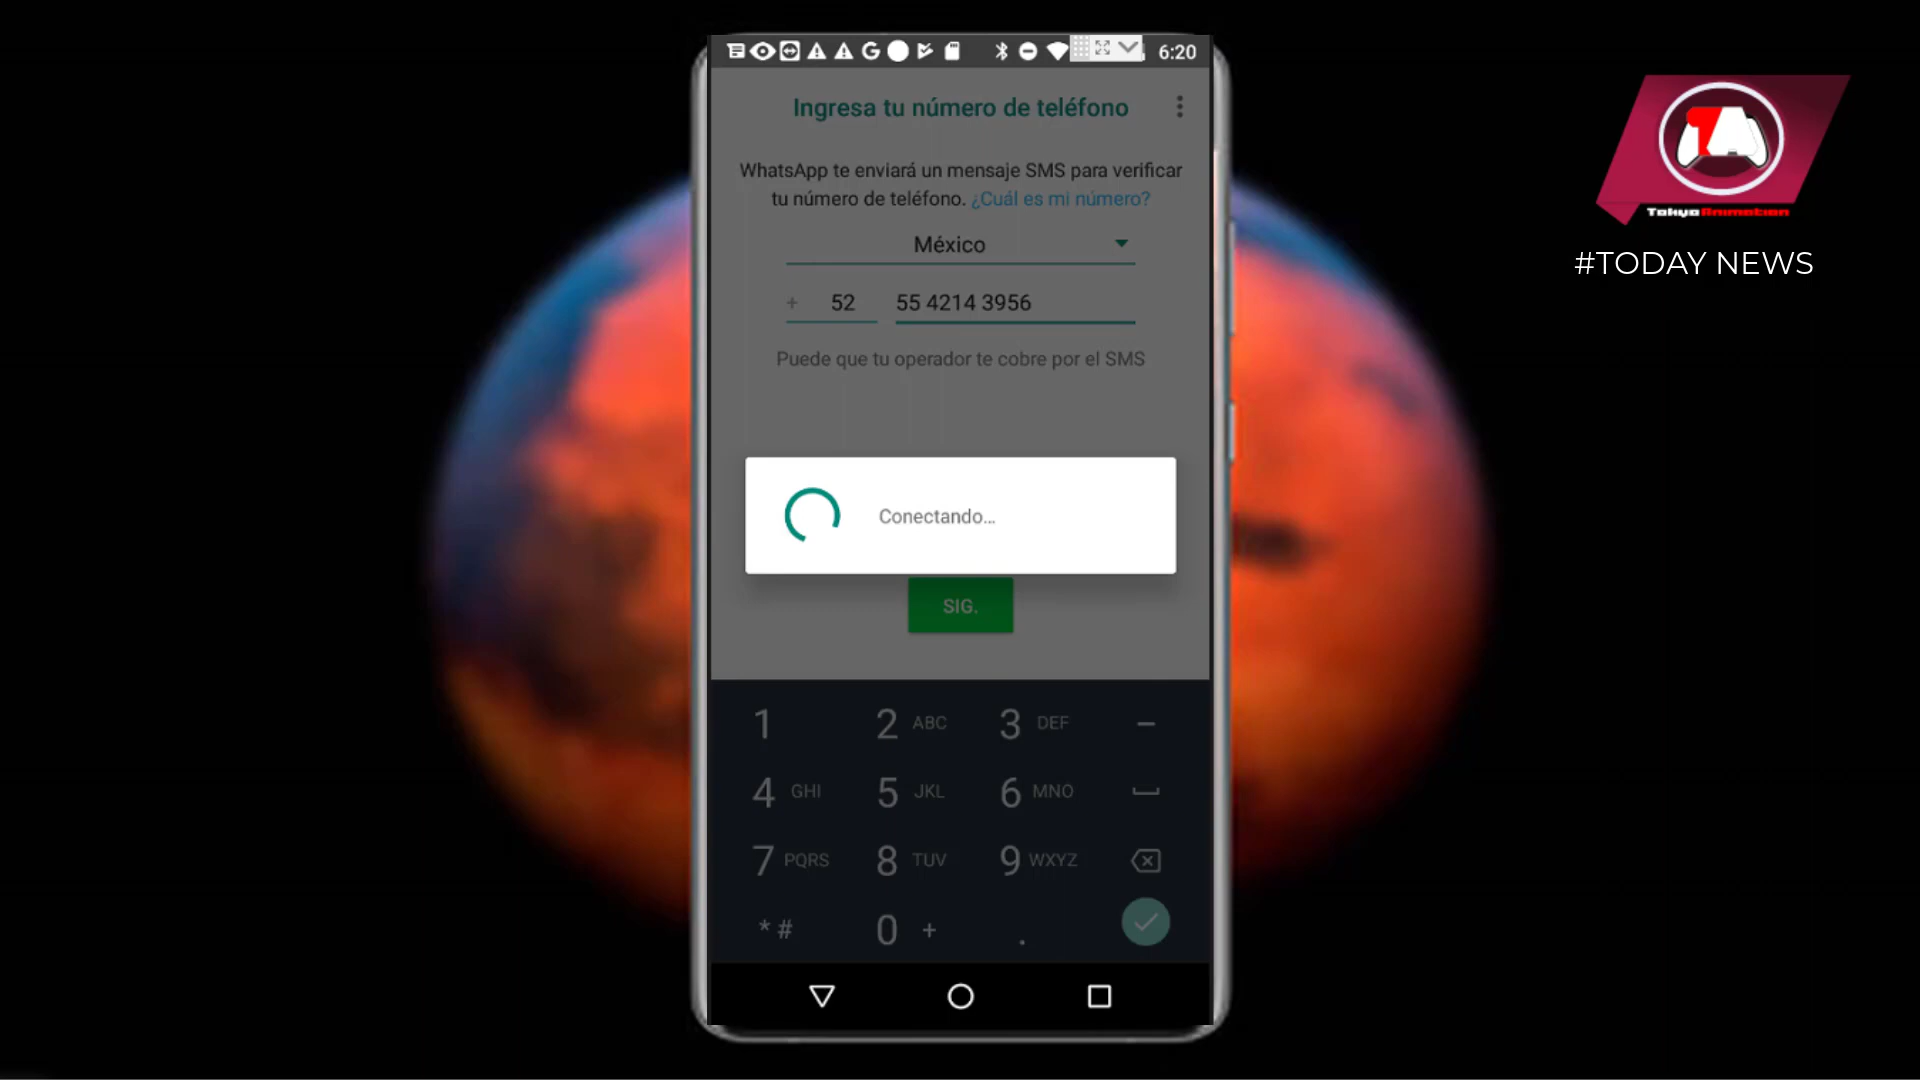 6:20
Ingresa tu número de teléfono
WhatsApp te enviará un mensaje SMS para verificar
tu número de teléfono. ¿Cuál es mi número?
México
+ 52 55 4214 3956
Puede que tu operador te cobre por el SMS
Conectando...
SIG.
1 2 ABC 3 DEF –
4 GHI 5 JKL 6 MNO
7 PQRS 8 TUV 9 WXYZ
* # 0 + .
TA
TokyoAnimation
#TODAY NEWS